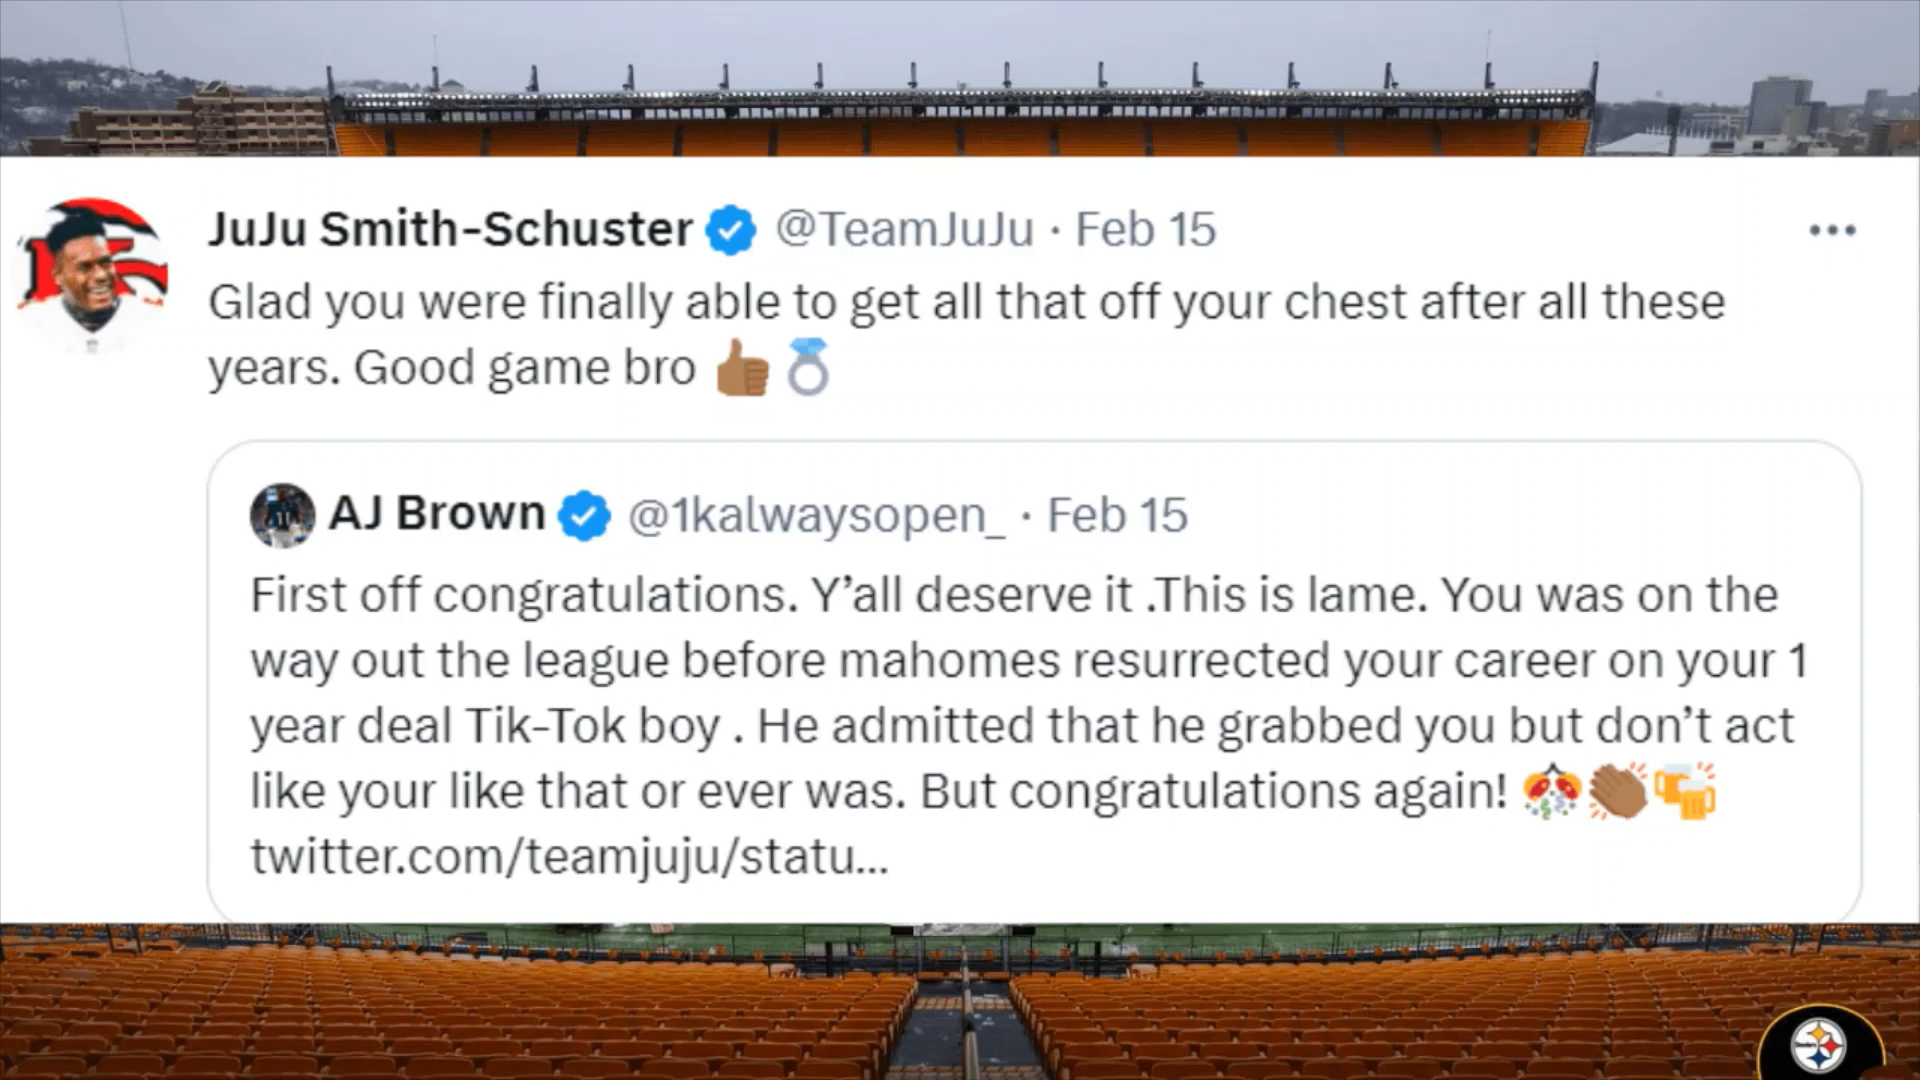 JuJu Smith-Schuster @TeamJuJu · Feb 15
Glad you were finally able to get all that off your chest after all these
years. Good game bro 👍🏾 💍
AJ Brown @1kalwaysopen_ · Feb 15
First off congratulations. Y’all deserve it .This is lame. You was on the
way out the league before mahomes resurrected your career on your 1
year deal Tik-Tok boy . He admitted that he grabbed you but don’t act
like your like that or ever was. But congratulations again! 🎊👏🏾🍻
twitter.com/teamjuju/statu...
Steelers